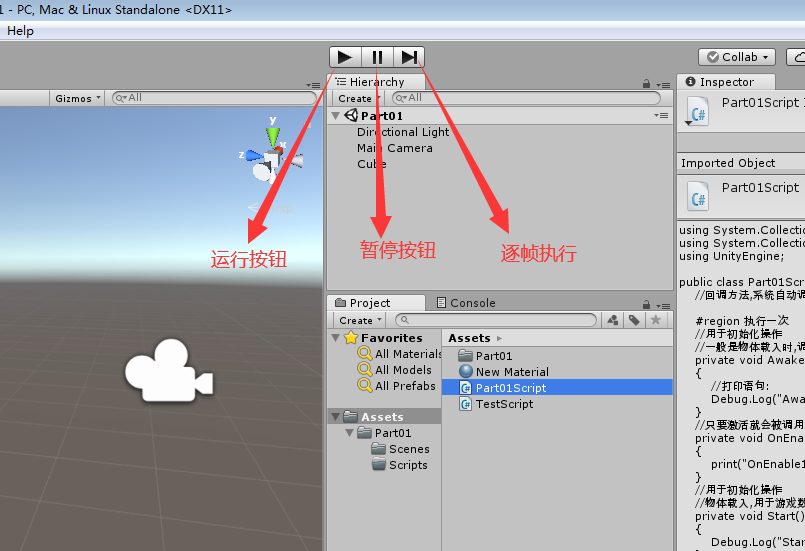 1 - PC, Mac & Linux Standalone <DX11>
Help
Collab
Hierarchy
Inspector
Gizmos
All
Create
All
Part01
Directional Light
Main Camera
Cube
y
x
z
运行按钮
暂停按钮
逐帧执行
C#
Part01Script I
Imported Object
C#
Part01Script
Project
Console
Create
Favorites
All Materials
All Models
All Prefabs
Assets
Part01
Scenes
Scripts
Assets
Part01
New Material
Part01Script
TestScript
using System.Collection
using System.Collection
using UnityEngine;
public class Part01Scri
//回调方法,系统自动调
#region 执行一次
//用于初始化操作
//一般是物体载入时,调
private void Awake
{
//打印语句:
Debug.Log("Awa
}
//只要激活就会被调用
private void OnEna
{
print("OnEnable1
}
//用于初始化操作
//物体载入,用于游戏数
private void Start()
{
Debug.Log("Star